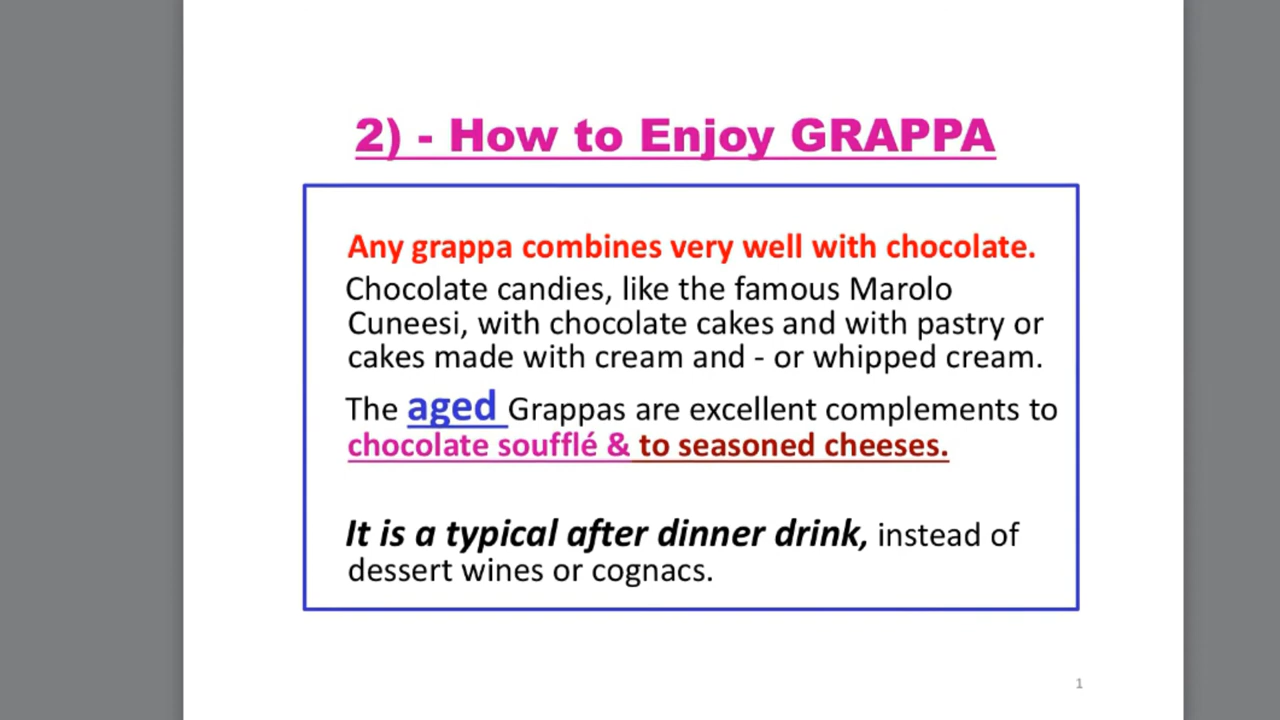 2) - How to Enjoy GRAPPA
Any grappa combines very well with chocolate.
Chocolate candies, like the famous Marolo
Cuneesi, with chocolate cakes and with pastry or
cakes made with cream and - or whipped cream.
The aged Grappas are excellent complements to
chocolate soufflé & to seasoned cheeses.
It is a typical after dinner drink, instead of
dessert wines or cognacs.
1